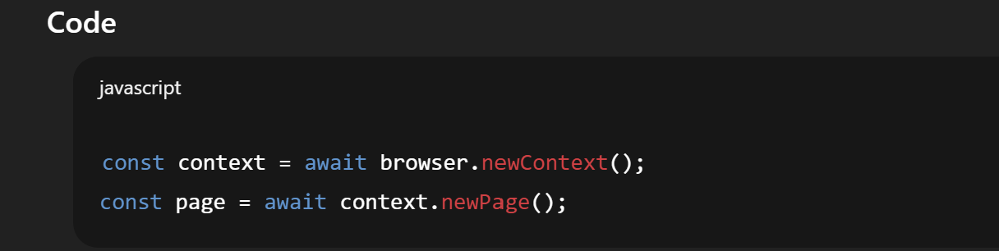 Code
javascript
const context = await browser.newContext();
const page = await context.newPage();